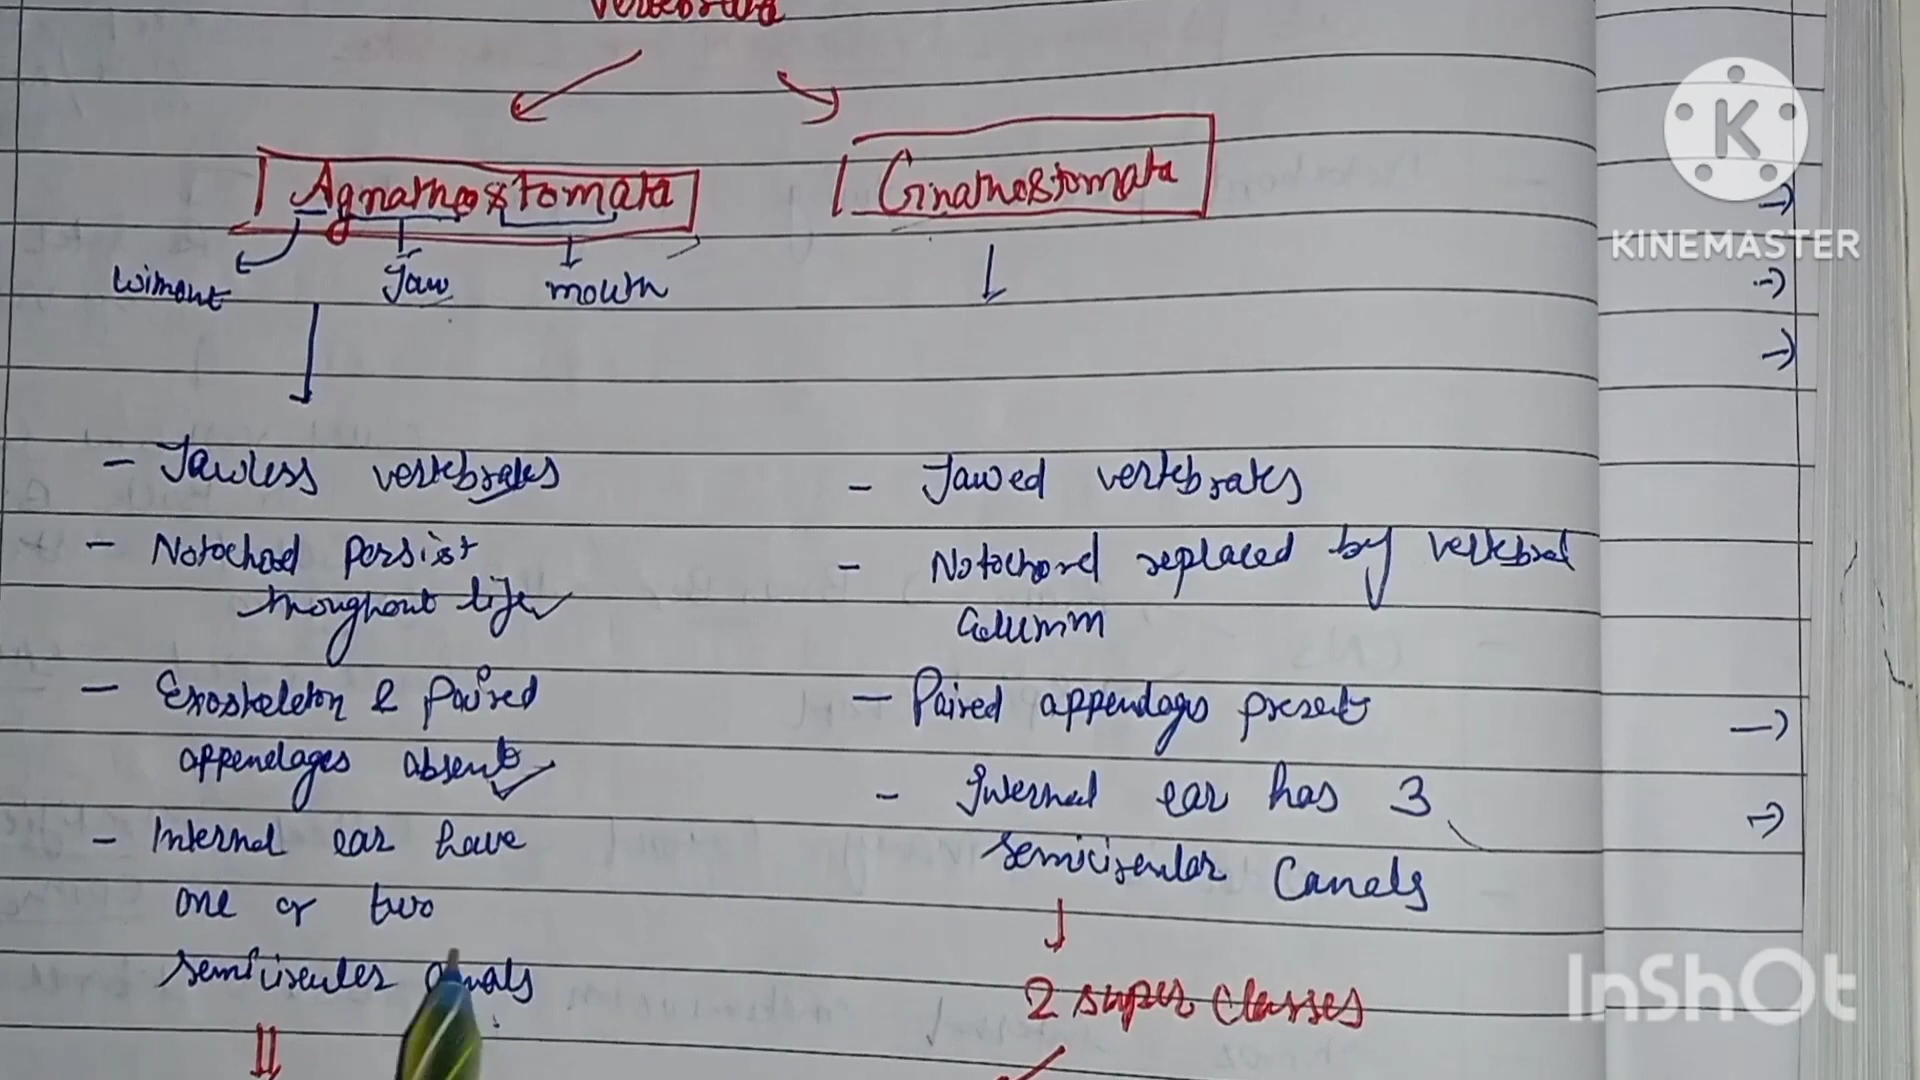 Vertebrata
Agnathostomata
Gnathostomata
without
Jaw
mouth
- Jawless vertebrates
- Notochod persist
throughout life
- Exoskeleton & Paired
appendages absent
- Internal ear have
one or two
semicircular canals
- Jawed vertebrates
- Notochord replaced by vertebral
Column
- Paired appendages present
- Internal ear has 3
semicircular Canals
2 super classes
K
KINEMASTER
InShOt